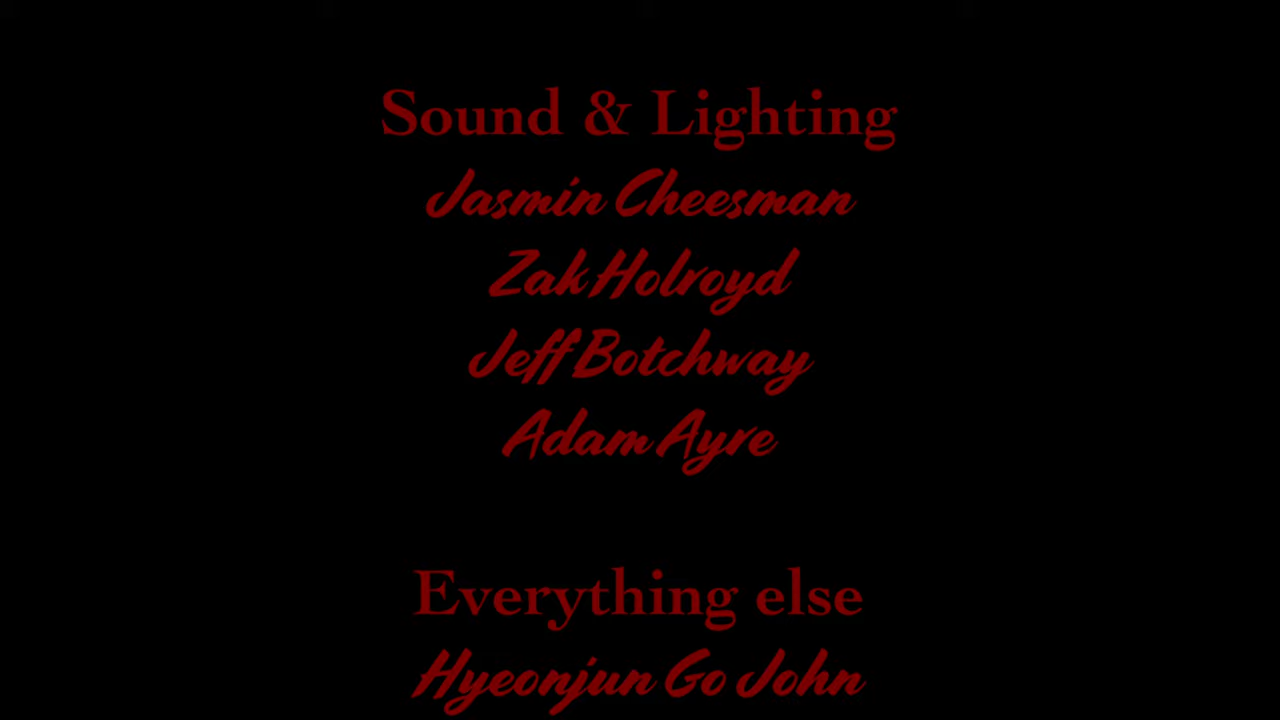 Sound & Lighting
Jasmin Cheesman
Zak Holroyd
Jeff Botchway
Adam Ayre
Everything else
Hyeonjun Go John